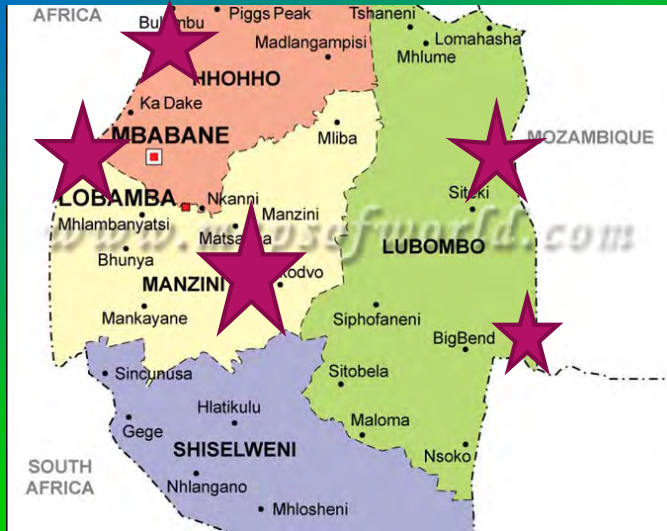 AFRICA
Piggs Peak
Tshaneni
Lomahasha
Mhlume
Madlangampisi
HHOHHO
Ka Dake
MBABANE
Mliba
MOZAMBIQUE
LOBAMBA
Nkanni
Siteki
Mhlambanyatsi
Manzini
www.mapsofworld.com
Bhunya
LUBOMBO
MANZINI
Mankayane
Siphofaneni
BigBend
Sincunusa
Sitobela
Hlatikulu
Gege
Maloma
SHISELWENI
Nsoko
SOUTH
AFRICA
Nhlangano
Mhlosheni